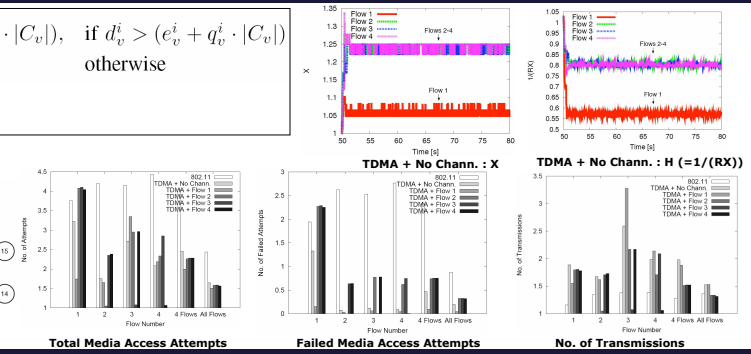 · |C_v|), if d_v^i > (e_v^i + q_v^i · |C_v|)
otherwise
15
14
Flow 1
Flow 2
Flow 3
Flow 4
Flows 2-4
Flow 1
X
1.35
1.3
1.25
1.2
1.15
1.1
1.05
1
50 55 60 65 70 75 80
Time [s]
TDMA + No Chann. : X
Flow 1
Flow 2
Flow 3
Flow 4
Flows 2-4
Flow 1
1/(RX)
1.05
1
0.95
0.9
0.85
0.8
0.75
0.7
0.65
0.6
0.55
0.5
50 55 60 65 70 75 80
Time [s]
TDMA + No Chann. : H (=1/(RX))
802.11
TDMA + No Chann.
TDMA + Flow 1
TDMA + Flow 2
TDMA + Flow 3
TDMA + Flow 4
No. of Attempts
4.5
4
3.5
3
2.5
2
1.5
1
1 2 3 4 4 Flows All Flows
Flow Number
Total Media Access Attempts
802.11
TDMA + No Chann.
TDMA + Flow 1
TDMA + Flow 2
TDMA + Flow 3
TDMA + Flow 4
No. of Failed Attempts
3
2.5
2
1.5
1
0.5
0
1 2 3 4 4 Flows All Flows
Flow Number
Failed Media Access Attempts
802.11
TDMA + No Chann.
TDMA + Flow 1
TDMA + Flow 2
TDMA + Flow 3
TDMA + Flow 4
No. of Transmissions
3.5
3
2.5
2
1.5
1
1 2 3 4 4 Flows All Flows
Flow Number
No. of Transmissions